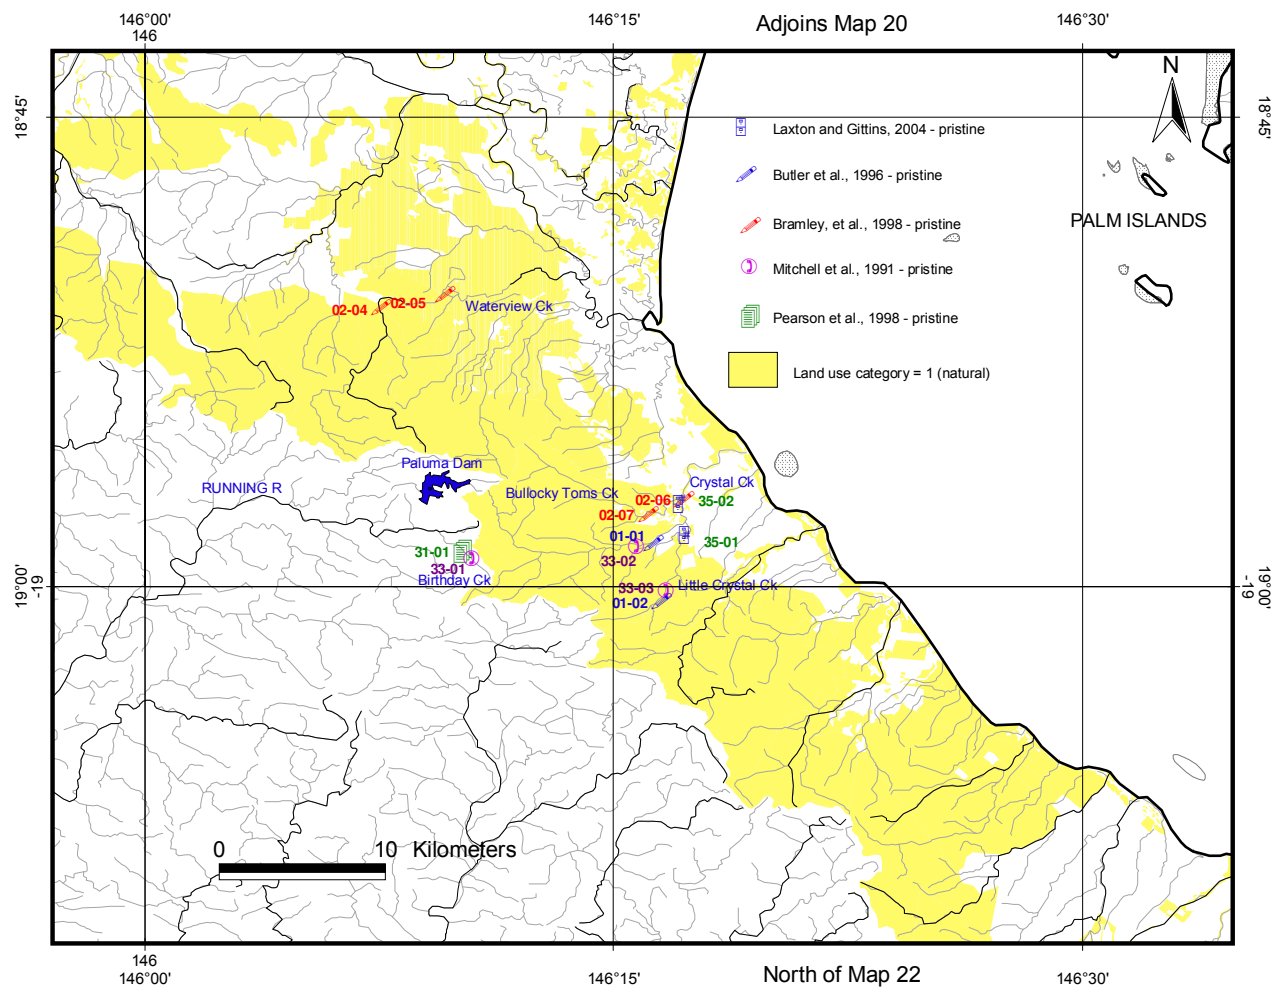 146°00' 146°15' 146°30'
146 Adjoins Map 20
N
18°45' 18°45'
Laxton and Gittins, 2004 - pristine
Butler et al., 1996 - pristine
Bramley, et al., 1998 - pristine
PALM ISLANDS
Mitchell et al., 1991 - pristine
02-04 02-05 Waterview Ck
Pearson et al., 1998 - pristine
Land use category = 1 (natural)
Paluma Dam
RUNNING R
Bullocky Toms Ck
Crystal Ck
02-06 35-02
02-07
01-01 35-01
31-01
33-02
33-01
Birthday Ck
33-03 Little Crystal Ck
01-02
19°00' -19 -19 19°00'
0 10 Kilometers
146
146°00' 146°15' North of Map 22 146°30'